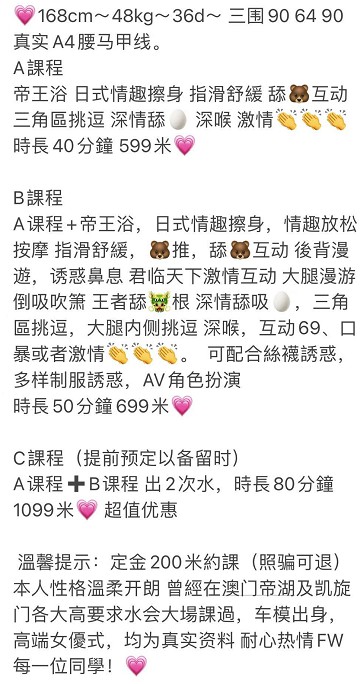 💗168cm～48kg～36d～ 三围90 64 90
真实A4腰马甲线。
A課程
帝王浴 日式情趣擦身 指滑舒緩 舔🐻互动
三角區挑逗 深情舔🥚 深喉 激情👏👏👏
時長40分鐘 599米💗
B課程
A课程+帝王浴，日式情趣擦身，情趣放松
按摩 指滑舒緩，🐻推，舔🐻互动 後背漫
遊，诱惑鼻息 君临天下激情互动 大腿漫游
倒吸吹箫 王者舔🐲根 深情舔吸🥚，三角
區挑逗，大腿内侧挑逗 深喉，互动69、口
暴或者激情👏👏👏。 可配合絲襪誘惑，
多样制服誘惑，AV角色扮演
時長50分鐘699米💗
C課程（提前预定以备留时）
A课程➕B课程 出2次水，時長80分鐘
1099米💗 超值优惠
溫馨提示：定金200米約課（照骗可退）
本人性格溫柔开朗 曾經在澳门帝湖及凯旋
门各大高要求水会大場課過，车模出身，
高端女優式，均为真实资料 耐心热情FW
每一位同學！💗